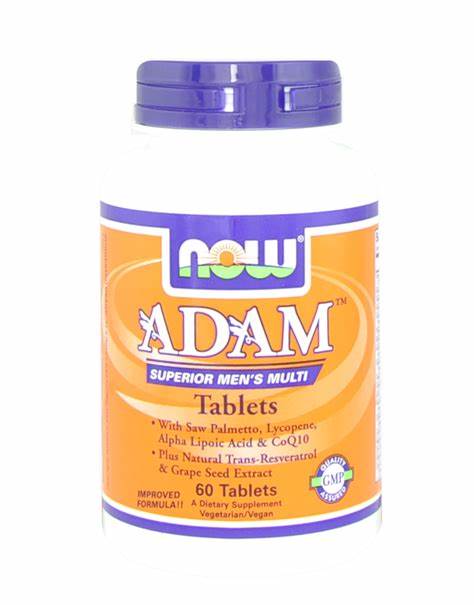 NOW
ADAM™
SUPERIOR MEN'S MULTI
Tablets
• With Saw Palmetto, Lycopene,
Alpha Lipoic Acid & CoQ10
• Plus Natural Trans-Resveratrol
& Grape Seed Extract
60 Tablets
IMPROVED
FORMULA!!
A Dietary Supplement
Vegetarian/Vegan
QUALITY
GMP
ASSURED